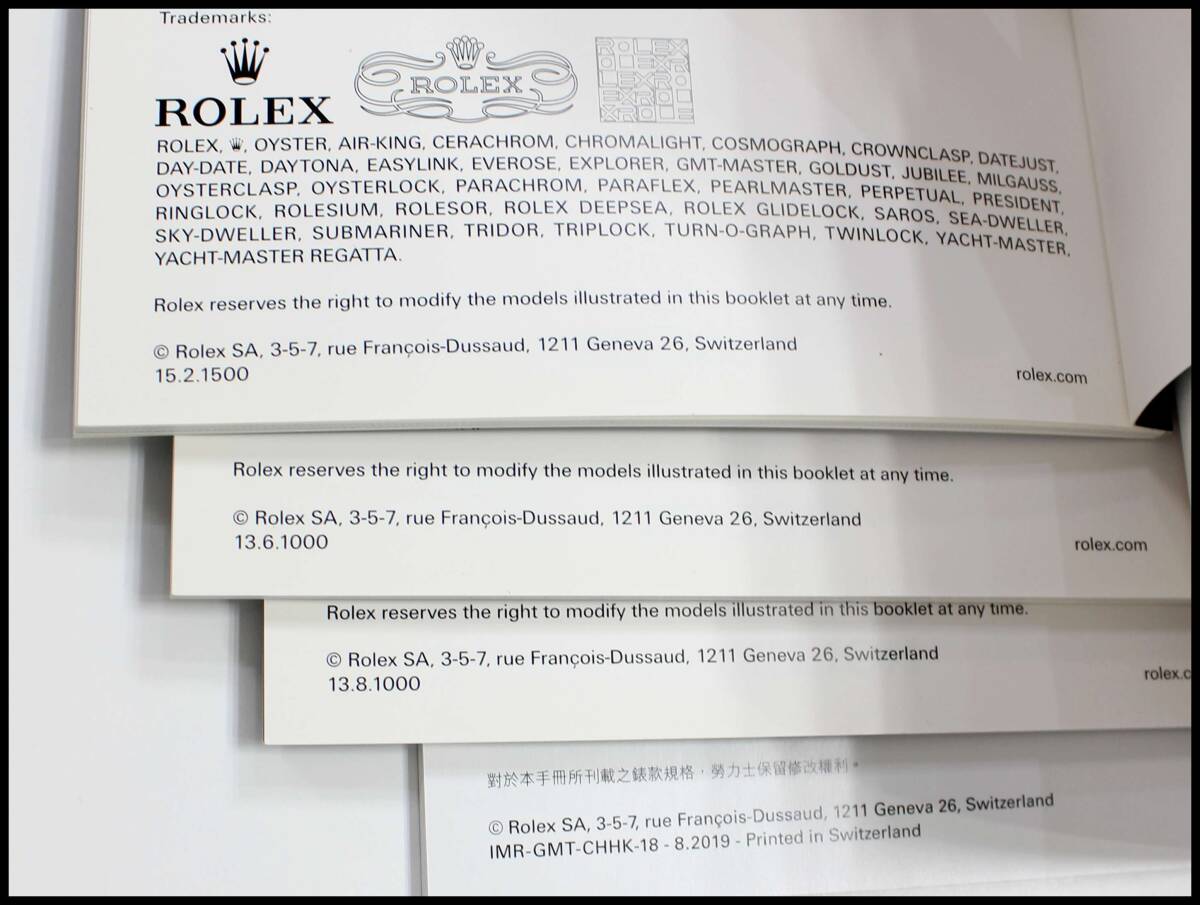 Trademarks:
ROLEX
ROLEX
ROLEX
ROLEX, , OYSTER, AIR-KING, CERACHROM, CHROMALIGHT, COSMOGRAPH, CROWNCLASP, DATEJUST,
DAY-DATE, DAYTONA, EASYLINK, EVEROSE, EXPLORER, GMT-MASTER, GOLDUST, JUBILEE, MILGAUSS,
OYSTERCLASP, OYSTERLOCK, PARACHROM, PARAFLEX, PEARLMASTER, PERPETUAL, PRESIDENT,
RINGLOCK, ROLESIUM, ROLESOR, ROLEX DEEPSEA, ROLEX GLIDELOCK, SAROS, SEA-DWELLER,
SKY-DWELLER, SUBMARINER, TRIDOR, TRIPLOCK, TURN-O-GRAPH, TWINLOCK, YACHT-MASTER,
YACHT-MASTER REGATTA.
Rolex reserves the right to modify the models illustrated in this booklet at any time.
© Rolex SA, 3-5-7, rue François-Dussaud, 1211 Geneva 26, Switzerland
15.2.1500
rolex.com
Rolex reserves the right to modify the models illustrated in this booklet at any time.
© Rolex SA, 3-5-7, rue François-Dussaud, 1211 Geneva 26, Switzerland
13.6.1000
rolex.com
Rolex reserves the right to modify the models illustrated in this booklet at any time.
© Rolex SA, 3-5-7, rue François-Dussaud, 1211 Geneva 26, Switzerland
13.8.1000
rolex.c
對於本手冊所刊載之錶款規格，勞力士保留修改權利。
© Rolex SA, 3-5-7, rue François-Dussaud, 1211 Geneva 26, Switzerland
IMR-GMT-CHHK-18 - 8.2019 - Printed in Switzerland